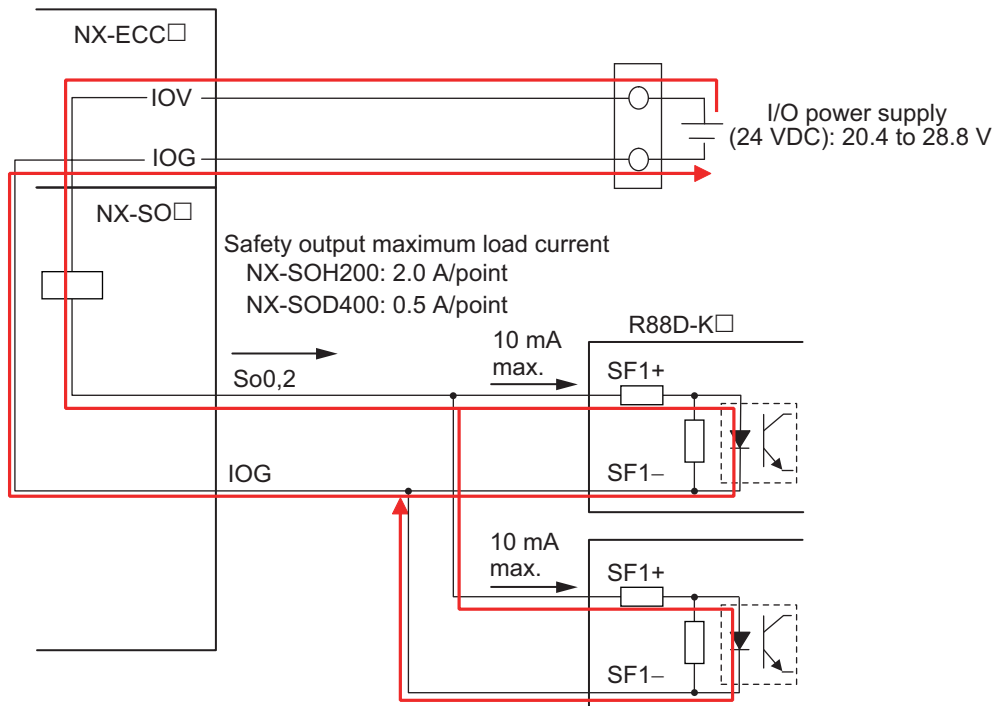 NX-ECC□
IOV
IOG
I/O power supply
(24 VDC): 20.4 to 28.8 V
NX-SO□
Safety output maximum load current
NX-SOH200: 2.0 A/point
NX-SOD400: 0.5 A/point
So0,2
10 mA
max.
R88D-K□
SF1+
SF1−
IOG
10 mA
max.
SF1+
SF1−